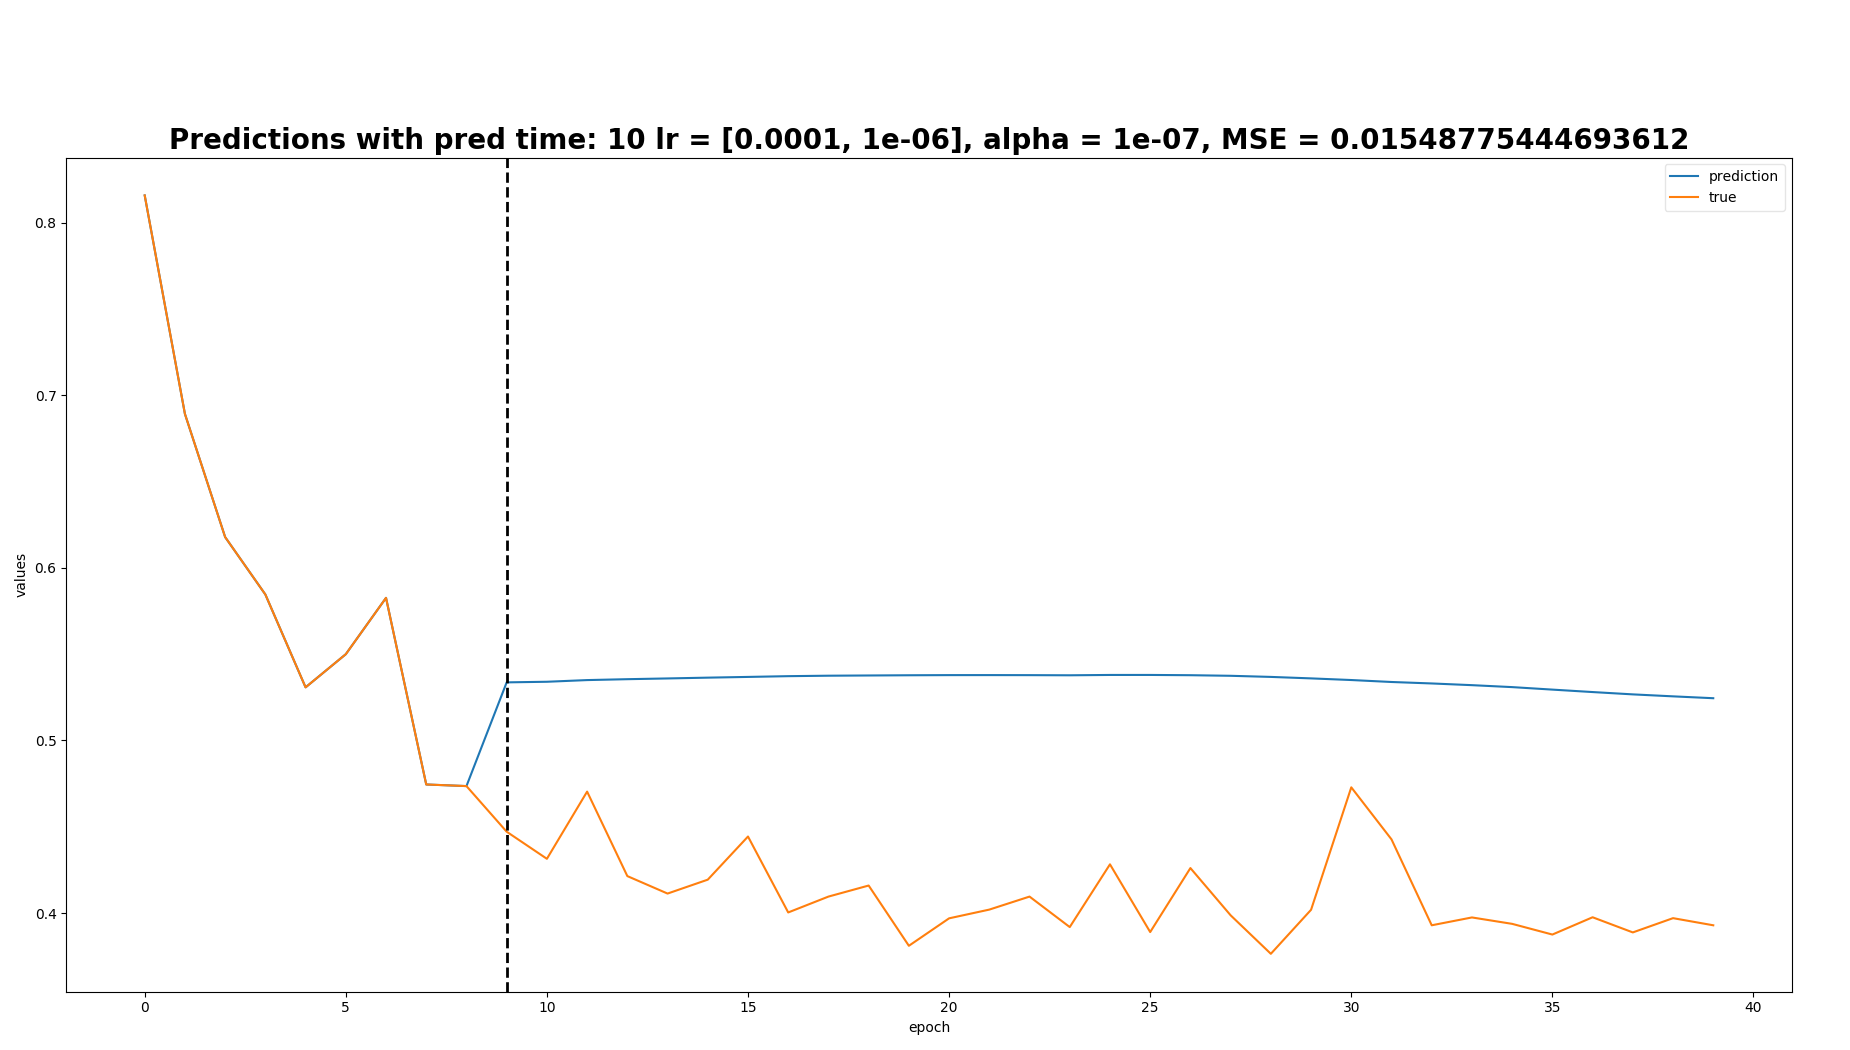 Predictions with pred time: 10 lr = [0.0001, 1e-06], alpha = 1e-07, MSE = 0.01548775444693612
prediction
true
0.8
0.7
0.6
0.5
0.4
values
0 5 10 15 20 25 30 35 40
epoch